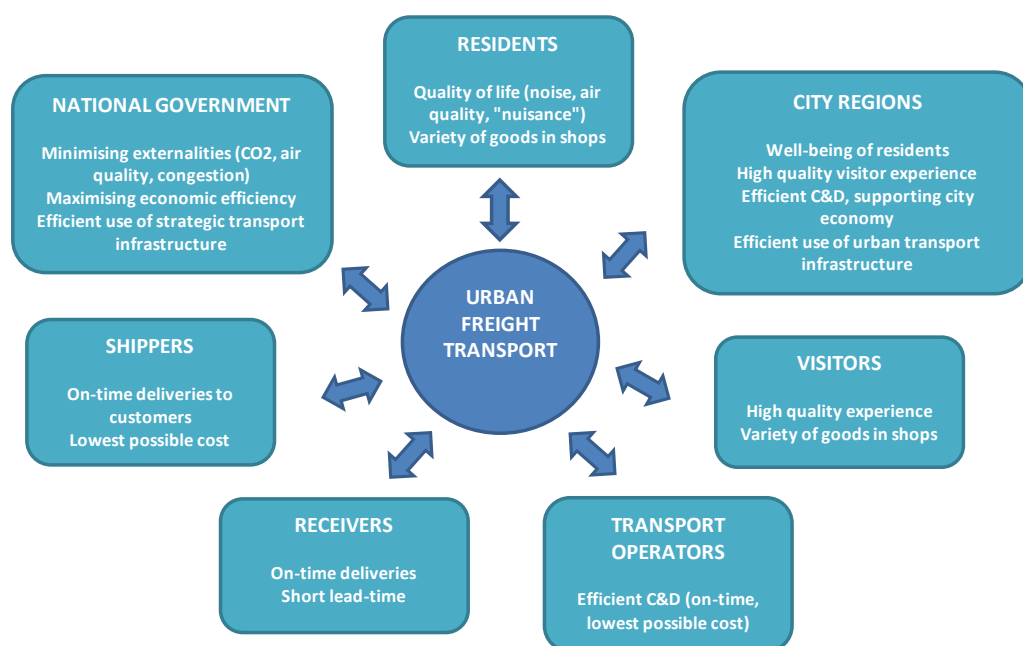 RESIDENTS
Quality of life (noise, air
quality, "nuisance")
Variety of goods in shops
NATIONAL GOVERNMENT
Minimising externalities (CO2, air
quality, congestion)
Maximising economic efficiency
Efficient use of strategic transport
infrastructure
CITY REGIONS
Well-being of residents
High quality visitor experience
Efficient C&D, supporting city
economy
Efficient use of urban transport
infrastructure
URBAN
FREIGHT
TRANSPORT
SHIPPERS
On-time deliveries to
customers
Lowest possible cost
VISITORS
High quality experience
Variety of goods in shops
RECEIVERS
On-time deliveries
Short lead-time
TRANSPORT
OPERATORS
Efficient C&D (on-time,
lowest possible cost)